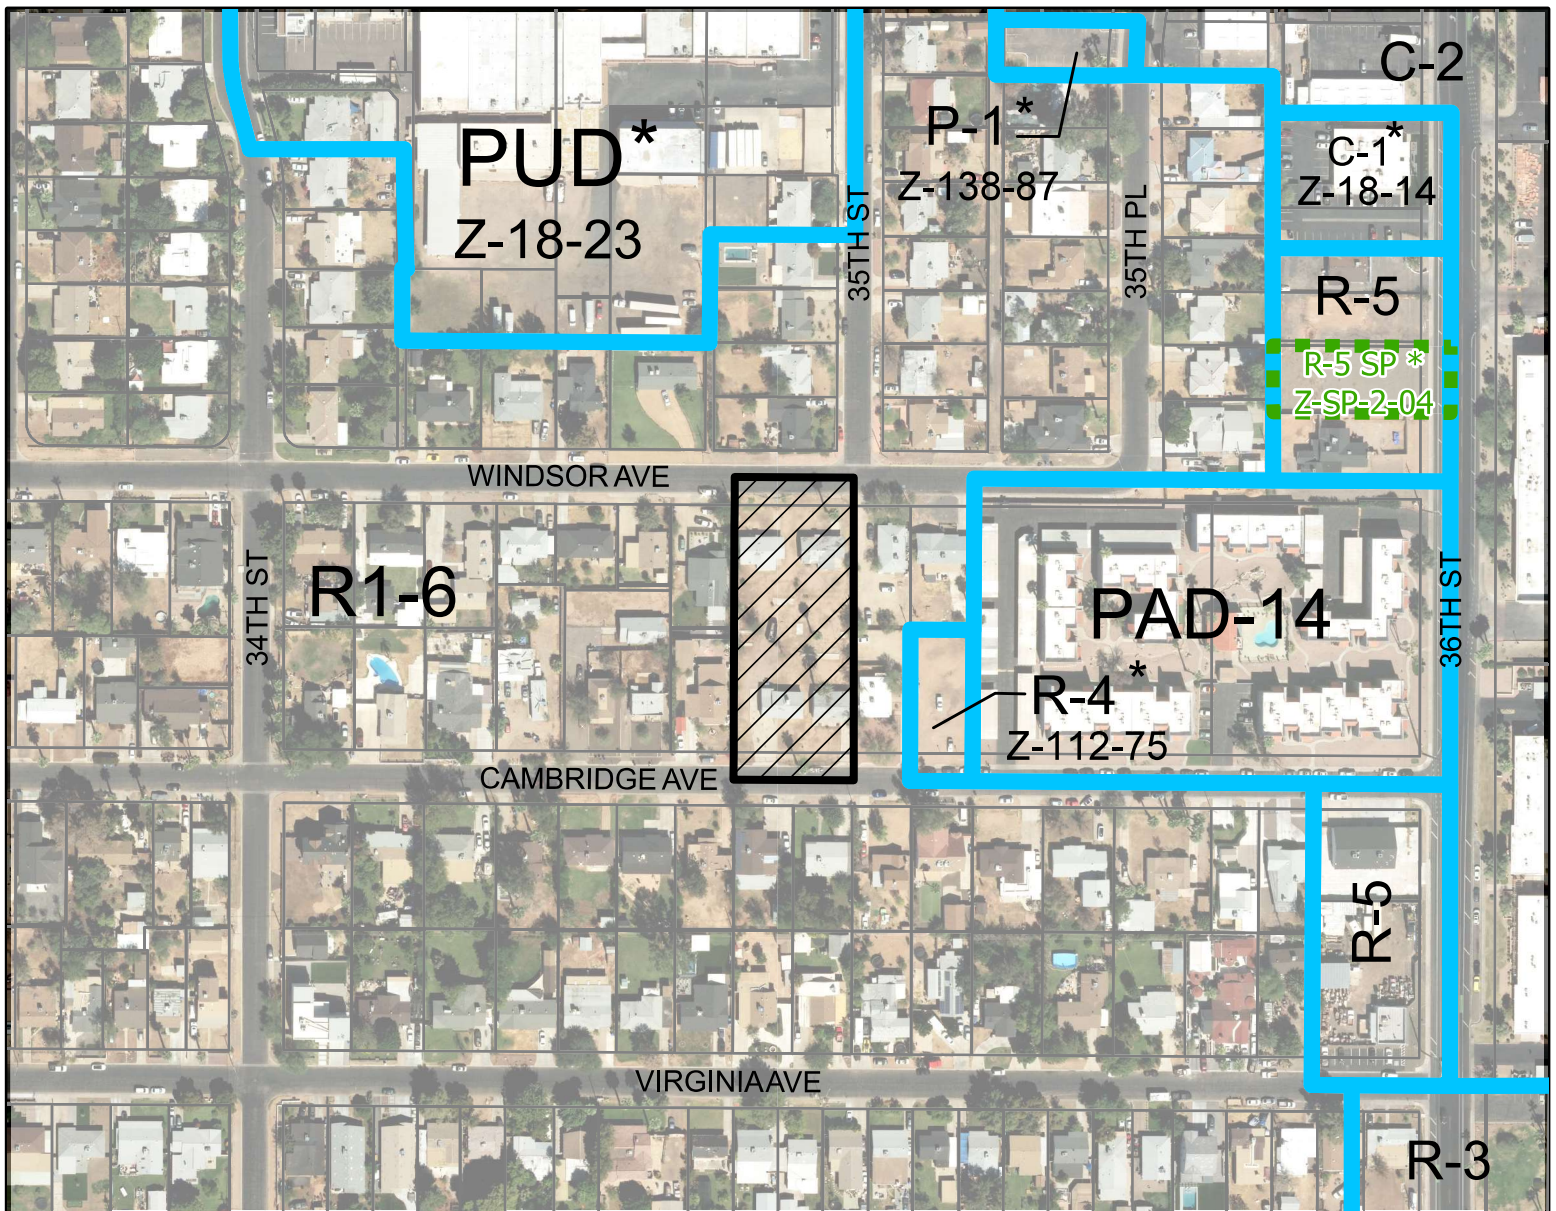 C-2
PUD*
Z-18-23
P-1*
Z-138-87
C-1*
Z-18-14
35TH ST
35TH PL
R-5
R-5 SP *
Z-SP-2-04
WINDSOR AVE
34TH ST
R1-6
PAD-14
36TH ST
R-4 *
Z-112-75
CAMBRIDGE AVE
R-5
VIRGINIA AVE
R-3